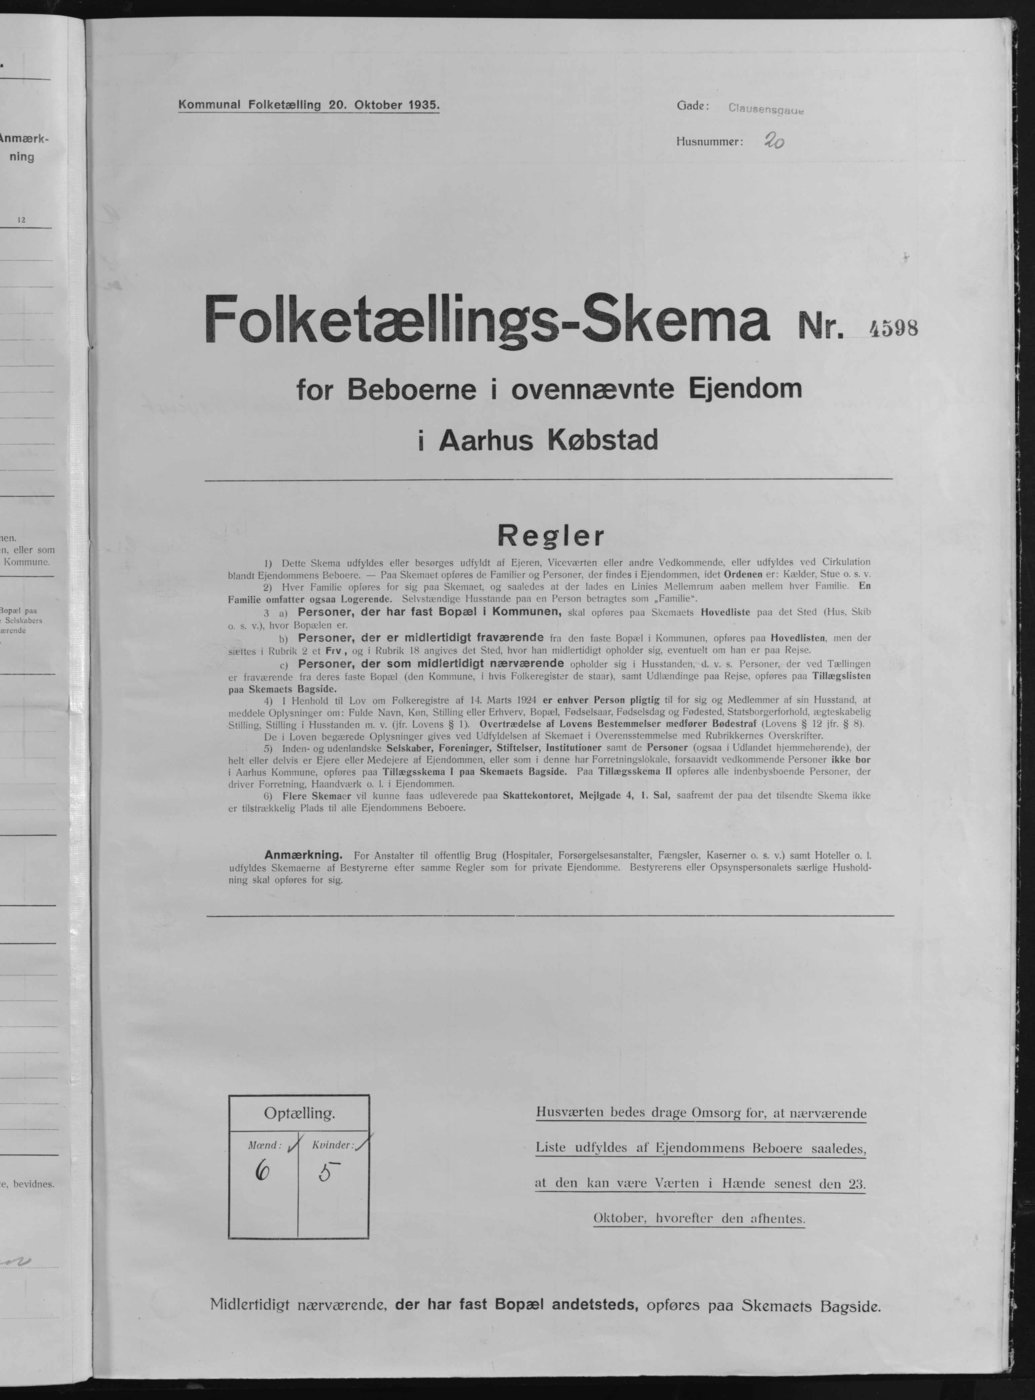 Anmærk-
ning
12
nen.
n, eller som
Kommune.
Bopæl paa
Selskabers
ærende
e, bevidnes.
Kommunal Folketælling 20. Oktober 1935.
Gade: Clausensgade
Husnummer: 20
Folketællings-Skema Nr. 4598
for Beboerne i ovennævnte Ejendom
i Aarhus Købstad
Regler
1) Dette Skema udfyldes eller besørges udfyldt af Ejeren, Viceværten eller andre Vedkommende, eller udfyldes ved Cirkulation
blandt Ejendommens Beboere. — Paa Skemaet opføres de Familier og Personer, der findes i Ejendommen, idet Ordenen er: Kælder, Stue o. s. v.
2) Hver Familie opføres for sig paa Skemaet, og saaledes at der lades en Linies Mellemrum aaben mellem hver Familie. En
Familie omfatter ogsaa Logerende. Selvstændige Husstande paa en Person betragtes som „Familie“.
3 a) Personer, der har fast Bopæl i Kommunen, skal opføres paa Skemaets Hovedliste paa det Sted (Hus, Skib
o. s. v.), hvor Bopælen er.
b) Personer, der er midlertidigt fraværende fra den faste Bopæl i Kommunen, opføres paa Hovedlisten, men der
sættes i Rubrik 2 et Frv, og i Rubrik 18 angives det Sted, hvor han midlertidigt opholder sig, eventuelt om han er paa Rejse.
c) Personer, der som midlertidigt nærværende opholder sig i Husstanden, d. v. s. Personer, der ved Tællingen
er fraværende fra deres faste Bopæl (den Kommune, i hvis Folkeregister de staar), samt Udlændinge paa Rejse, opføres paa Tillægslisten
paa Skemaets Bagside.
4) I Henhold til Lov om Folkeregistre af 14. Marts 1924 er enhver Person pligtig til for sig og Medlemmer af sin Husstand, at
meddele Oplysninger om: Fulde Navn, Køn, Stilling eller Erhverv, Bopæl, Fødselsaar, Fødselsdag og Fødested, Statsborgerforhold, ægteskabelig
Stilling, Stilling i Husstanden m. v. (jfr. Lovens § 1). Overtrædelse af Lovens Bestemmelser medfører Bødestraf (Lovens § 12 jfr. § 8).
De i Loven begærede Oplysninger gives ved Udfyldelsen af Skemaet i Overensstemmelse med Rubrikkernes Overskrifter.
5) Inden- og udenlandske Selskaber, Foreninger, Stiftelser, Institutioner samt de Personer (ogsaa i Udlandet hjemmehørende), der
helt eller delvis er Ejere eller Medejere af Ejendommen, eller som i denne har Forretningslokale, forsaavidt vedkommende Personer ikke bor
i Aarhus Kommune, opføres paa Tillægsskema I paa Skemaets Bagside. Paa Tillægsskema II opføres alle indenbysboende Personer, der
driver Forretning, Haandværk o. l. i Ejendommen.
6) Flere Skemaer vil kunne faas udleverede paa Skattekontoret, Mejlgade 4, 1. Sal, saafremt der paa det tilsendte Skema ikke
er tilstrækkelig Plads til alle Ejendommens Beboere.
Anmærkning. For Anstalter til offentlig Brug (Hospitaler, Forsørgelsesanstalter, Fængsler, Kaserner o. s. v.) samt Hoteller o. l.
udfyldes Skemaerne af Bestyrerne efter samme Regler som for private Ejendomme. Bestyrerens eller Opsynspersonalets særlige Hushold-
ning skal opføres for sig.
Optælling.
Mænd: Kvinder:
6 5
Husværten bedes drage Omsorg for, at nærværende
Liste udfyldes af Ejendommens Beboere saaledes,
at den kan være Værten i Hænde senest den 23.
Oktober, hvorefter den afhentes.
Midlertidigt nærværende, der har fast Bopæl andetsteds, opføres paa Skemaets Bagside.